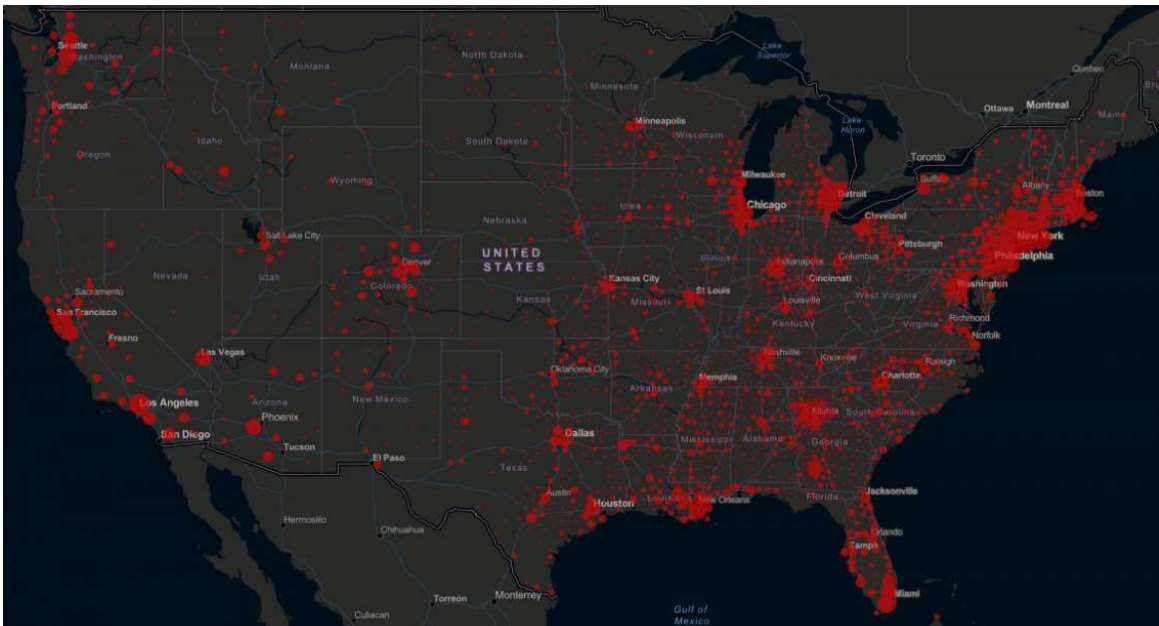 Seattle
Washington
Montana
North Dakota
Minnesota
Lake
Superior
Quebec
Portland
Ottawa
Montreal
Maine
Oregon
Idaho
South Dakota
Minneapolis
Wisconsin
Lake
Huron
Toronto
Wyoming
Milwaukee
Detroit
Buffalo
Albany
Boston
Iowa
Chicago
Cleveland
Nebraska
Salt Lake City
UNITED
STATES
Pittsburgh
New York
Philadelphia
Nevada
Utah
Denver
Colorado
Illinois
Indianapolis
Columbus
Sacramento
San Francisco
Kansas City
Kansas
Missouri
St Louis
Cincinnati
Louisville
West Virginia
Washington
Fresno
Kentucky
Virginia
Richmond
Norfolk
Las Vegas
Nashville
Knoxville
Raleigh
Oklahoma City
Memphis
Charlotte
Los Angeles
Arizona
New Mexico
Arkansas
Atlanta
South Carolina
Phoenix
San Diego
Tucson
Dallas
Mississippi
Alabama
Georgia
El Paso
Texas
Austin
Houston
Louisiana
New Orleans
Florida
Jacksonville
Hermosillo
Chihuahua
Orlando
Tampa
Torreón
Monterrey
Miami
Culiacan
Gulf of
Mexico